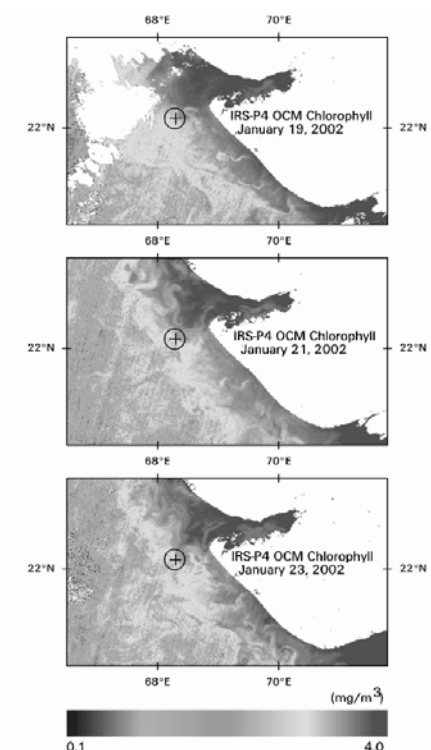 68°E 70°E
22°N 22°N
IRS-P4 OCM Chlorophyll
January 19, 2002
68°E 70°E
68°E 70°E
22°N 22°N
IRS-P4 OCM Chlorophyll
January 21, 2002
68°E 70°E
22°N 22°N
IRS-P4 OCM Chlorophyll
January 23, 2002
68°E 70°E
(mg/m³)
0.1 4.0